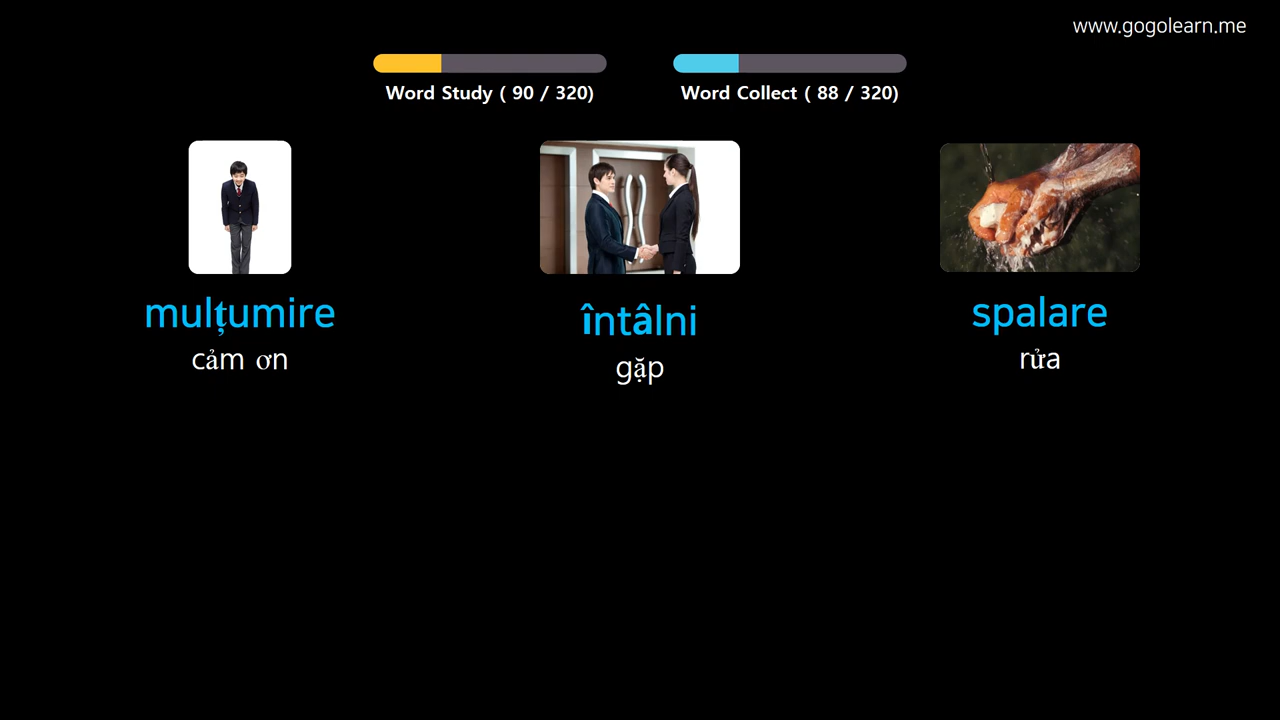 www.gogolearn.me
Word Study ( 90 / 320)
Word Collect ( 88 / 320)
mulțumire
întâlni
spalare
cảm ơn
gặp
rửa